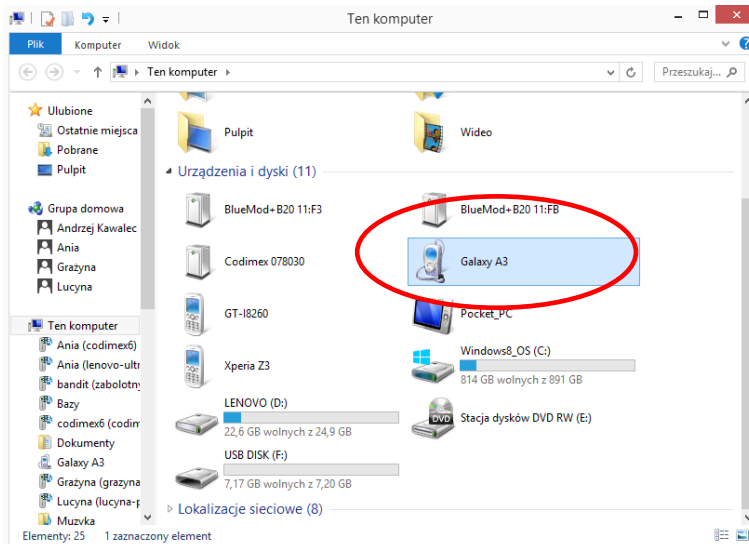 Ten komputer
Plik Komputer Widok
Ten komputer
Przeszukaj...
Ulubione
Ostatnie miejsca
Pobrane
Pulpit
Grupa domowa
Andrzej Kawalec
Ania
Grażyna
Lucyna
Ten komputer
Ania (codimex6)
Ania (lenovo-ultr
bandit (zabolotny
Bazy
codimex6 (codim
Dokumenty
Galaxy A3
Grażyna (grazyna
Lucyna (lucyna-p
Muzyka
Pulpit
Wideo
Urządzenia i dyski (11)
BlueMod+B20 11:F3
BlueMod+B20 11:FB
Codimex 078030
Galaxy A3
GT-I8260
Pocket_PC
Xperia Z3
Windows8_OS (C:)
814 GB wolnych z 891 GB
LENOVO (D:)
22,6 GB wolnych z 24,9 GB
Stacja dysków DVD RW (E:)
DVD
USB DISK (F:)
7,17 GB wolnych z 7,20 GB
Lokalizacje sieciowe (8)
Elementy: 25 1 zaznaczony element